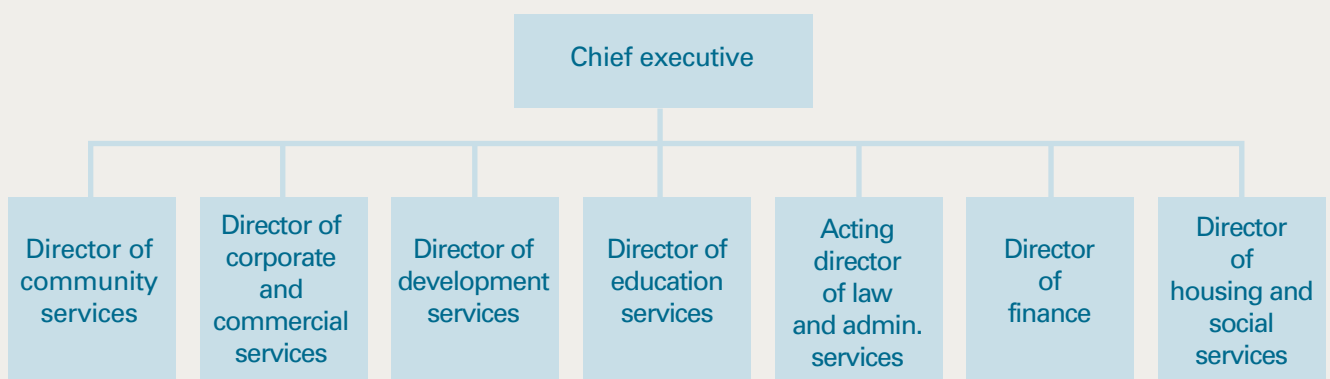 Chief executive
Director of
community
services
Director of
corporate
and
commercial
services
Director of
development
services
Director of
education
services
Acting
director
of law
and admin.
services
Director
of
finance
Director
of
housing and
social
services